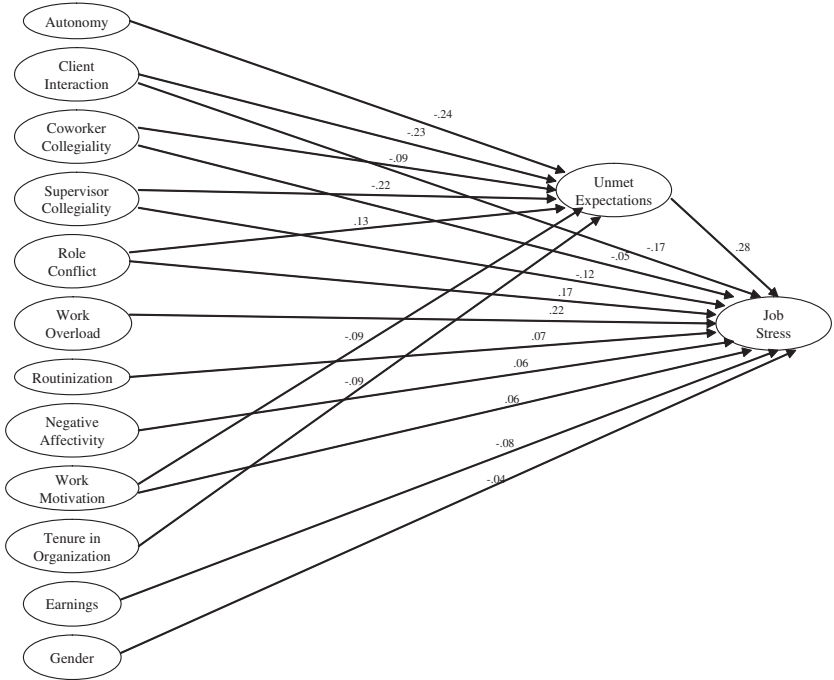 Autonomy
Client
Interaction
Coworker
Collegiality
Supervisor
Collegiality
Role
Conflict
Work
Overload
Routinization
Negative
Affectivity
Work
Motivation
Tenure in
Organization
Earnings
Gender
-.24
-.23
-.09
-.22
.13
Unmet
Expectations
-.17
.28
-.05
-.12
.17
.22
Job
Stress
-.09
.07
.06
-.09
.06
-.08
-.04